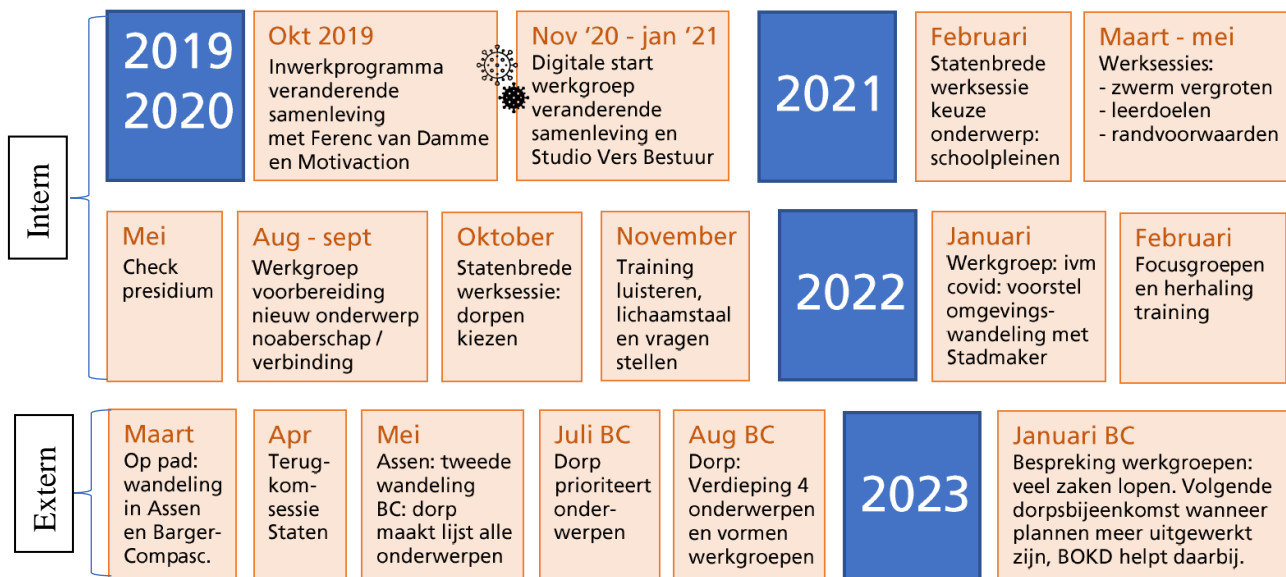 Intern
2019
2020
Okt 2019
Inwerkprogramma
veranderende
samenleving
met Ferenc van Damme
en Motivaction
Nov ‘20 - jan ‘21
Digitale start
werkgroep
veranderende
samenleving en
Studio Vers Bestuur
2021
Februari
Statenbrede
werksessie
keuze
onderwerp:
schoolpleinen
Maart - mei
Werksessies:
- zwerm vergroten
- leerdoelen
- randvoorwaarden
Mei
Check
presidium
Aug - sept
Werkgroep
voorbereiding
nieuw onderwerp
noaberschap /
verbinding
Oktober
Statenbrede
werksessie:
dorpen
kiezen
November
Training
luisteren,
lichaamstaal
en vragen
stellen
2022
Januari
Werkgroep: ivm
covid: voorstel
omgevings-
wandeling met
Stadmaker
Februari
Focusgroepen
en herhaling
training
Extern
Maart
Op pad:
wandeling
in Assen
en Barger-
Compasc.
Apr
Terug-
kom-
sessie
Staten
Mei
Assen: tweede
wandeling
BC: dorp
maakt lijst alle
onderwerpen
Juli BC
Dorp
prioriteert
onder-
werpen
Aug BC
Dorp:
Verdieping 4
onderwerpen
en vormen
werkgroepen
2023
Januari BC
Bespreking werkgroepen:
veel zaken lopen. Volgende
dorpsbijeenkomst wanneer
plannen meer uitgewerkt
zijn, BOKD helpt daarbij.